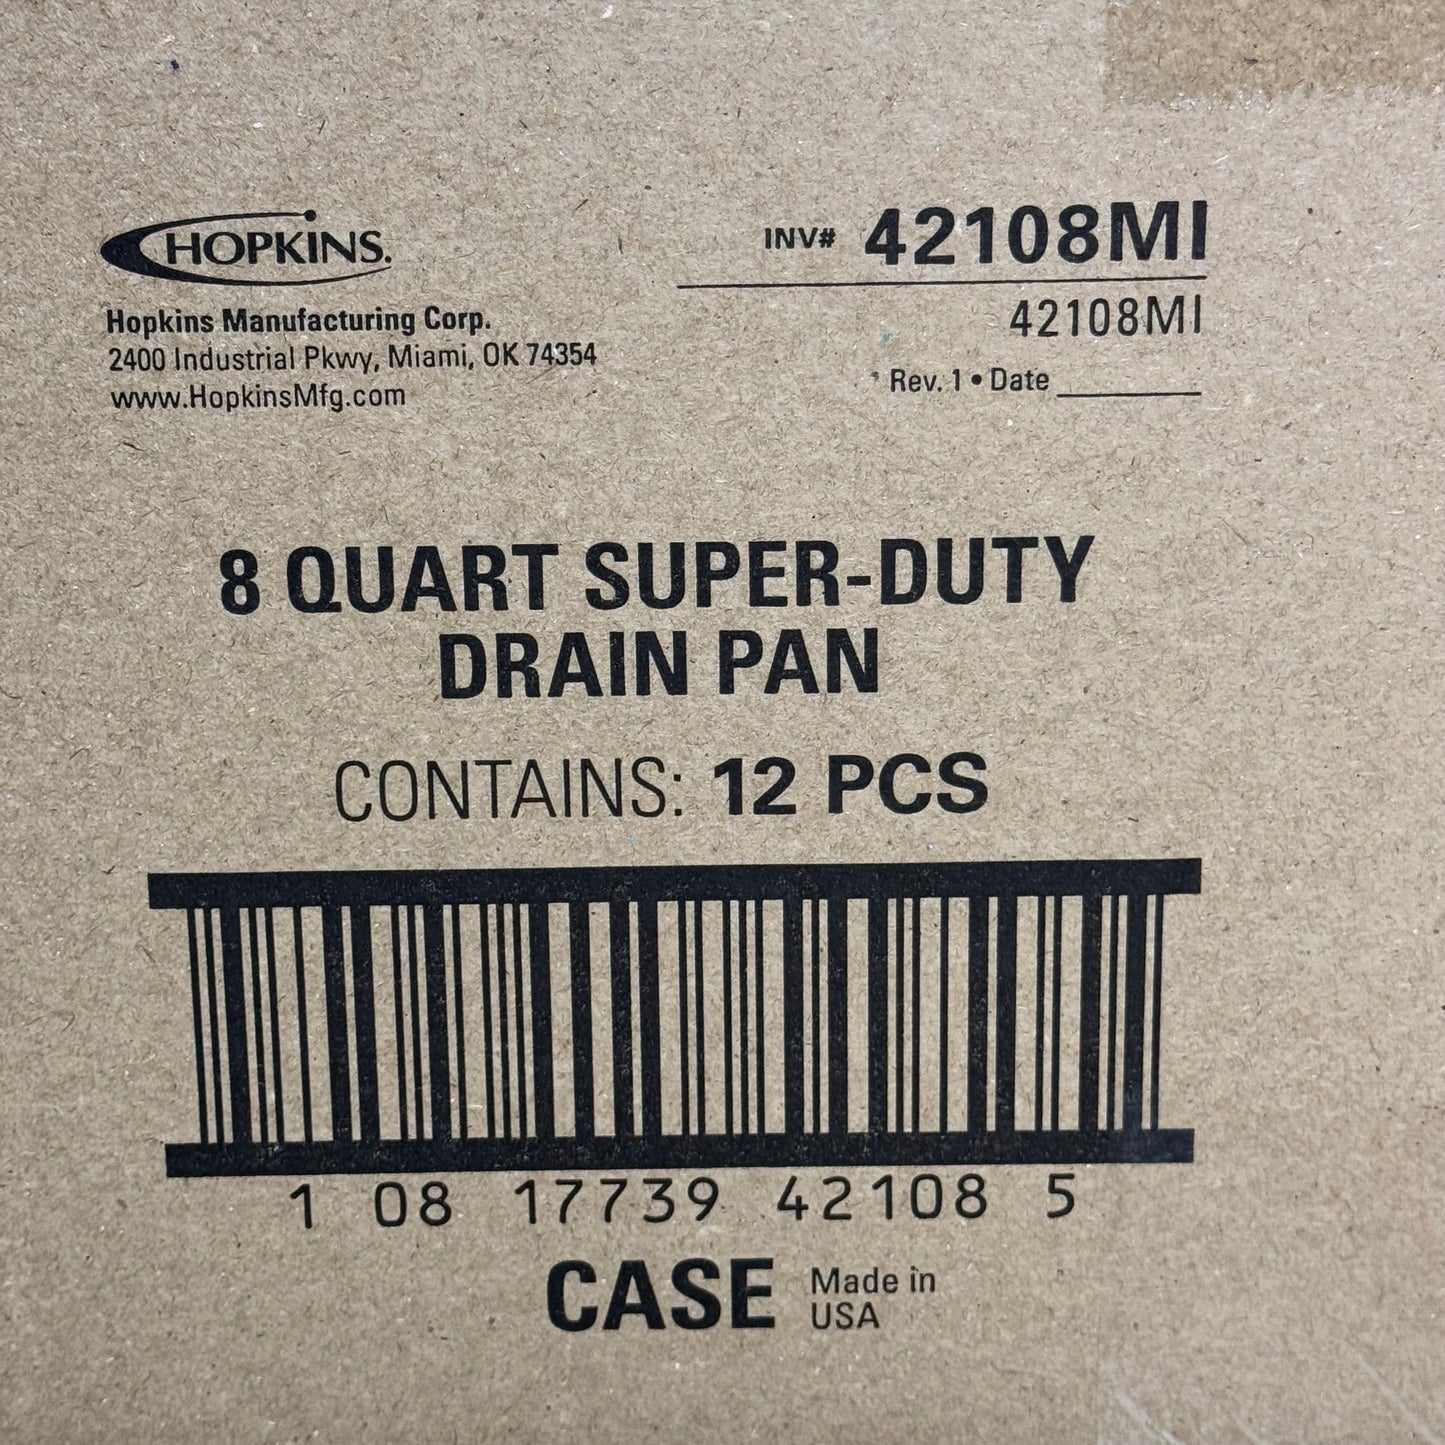 HOPKINS.
Hopkins Manufacturing Corp.
2400 Industrial Pkwy, Miami, OK 74354
www.HopkinsMfg.com
INV# 42108MI
42108MI
Rev. 1 • Date
8 QUART SUPER-DUTY
DRAIN PAN
CONTAINS: 12 PCS
1 08 17739 42108 5
CASE
Made in
USA